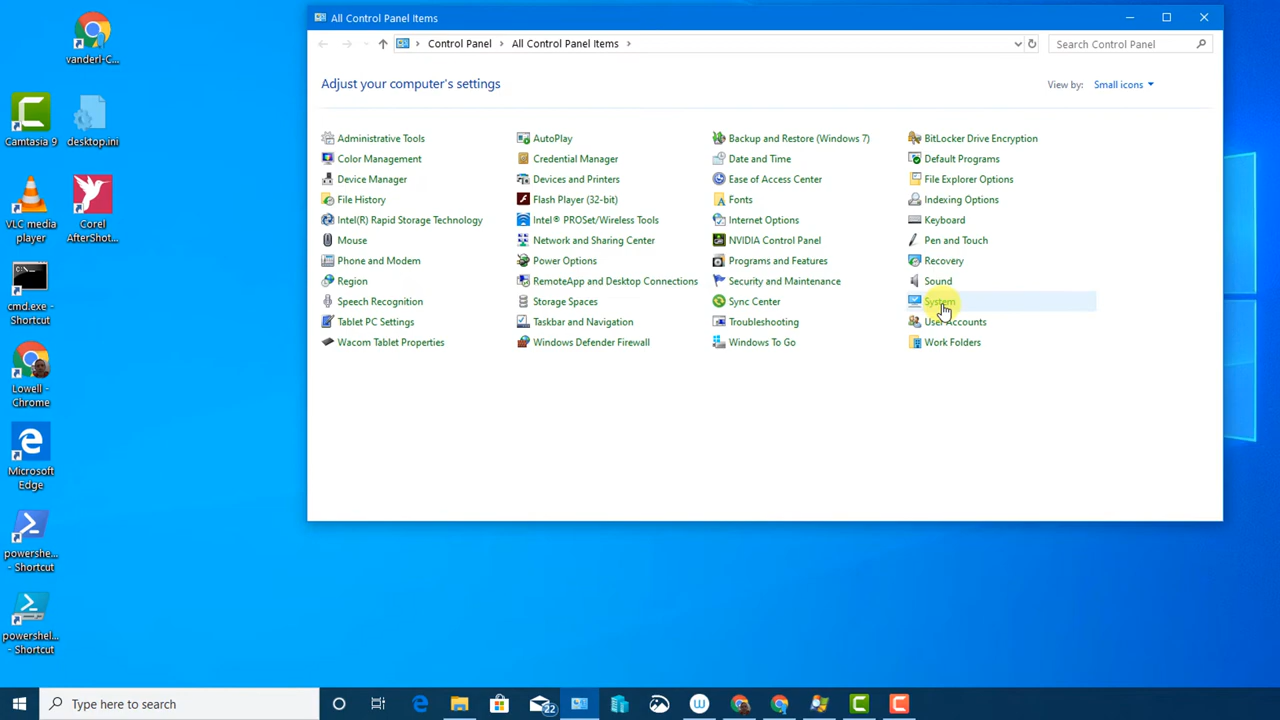 All Control Panel Items
Control Panel
All Control Panel Items
Search Control Panel
Adjust your computer's settings
View by: Small icons
Administrative Tools
AutoPlay
Backup and Restore (Windows 7)
BitLocker Drive Encryption
Color Management
Credential Manager
Date and Time
Default Programs
Device Manager
Devices and Printers
Ease of Access Center
File Explorer Options
File History
Flash Player (32-bit)
Fonts
Indexing Options
Intel(R) Rapid Storage Technology
Intel® PROSet/Wireless Tools
Internet Options
Keyboard
Mouse
Network and Sharing Center
NVIDIA Control Panel
Pen and Touch
Phone and Modem
Power Options
Programs and Features
Recovery
Region
RemoteApp and Desktop Connections
Security and Maintenance
Sound
Speech Recognition
Storage Spaces
Sync Center
System
Tablet PC Settings
Taskbar and Navigation
Troubleshooting
User Accounts
Wacom Tablet Properties
Windows Defender Firewall
Windows To Go
Work Folders
vanderl-C...
Camtasia 9
desktop.ini
VLC media
player
Corel
AfterShot...
C:\_
cmd.exe -
Shortcut
Lowell -
Chrome
Microsoft
Edge
powershe...
- Shortcut
powershel...
- Shortcut
Type here to search
22